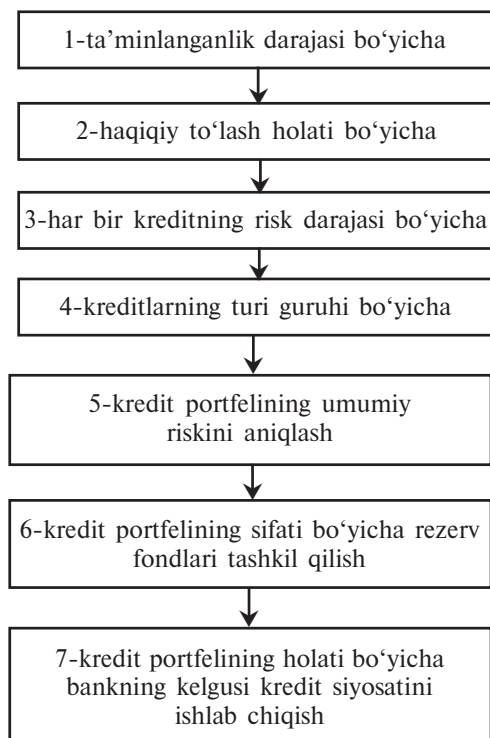 1-ta’minlanganlik darajasi bo‘yicha
2-haqiqiy to‘lash holati bo‘yicha
3-har bir kreditning risk darajasi bo‘yicha
4-kreditlarning turi guruhi bo‘yicha
5-kredit portfelining umumiy
riskini aniqlash
6-kredit portfelining sifati bo‘yicha rezerv
fondlari tashkil qilish
7-kredit portfelining holati bo‘yicha
bankning kelgusi kredit siyosatini
ishlab chiqish